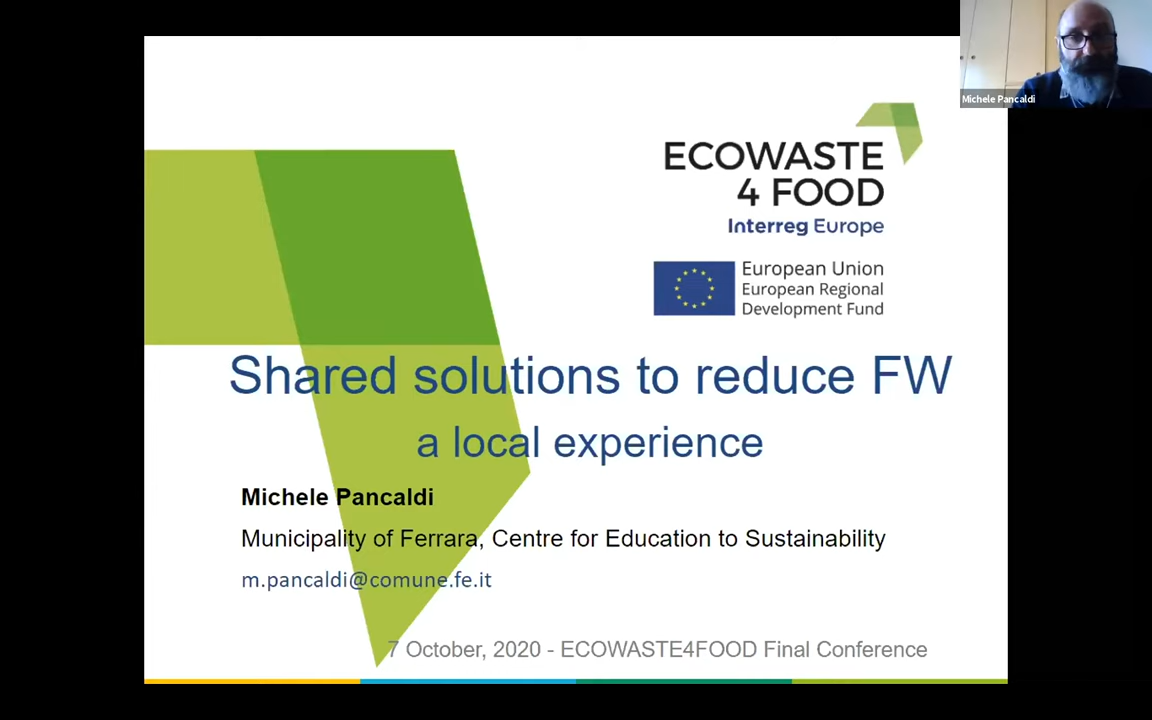 Michele Pancaldi
ECOWASTE
4 FOOD
Interreg Europe
European Union
European Regional
Development Fund
Shared solutions to reduce FW
a local experience
Michele Pancaldi
Municipality of Ferrara, Centre for Education to Sustainability
m.pancaldi@comune.fe.it
7 October, 2020 - ECOWASTE4FOOD Final Conference